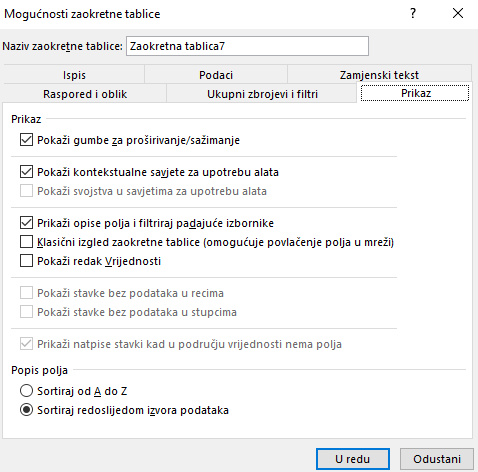 Mogućnosti zaokretne tablice ? ×
Naziv zaokretne tablice: Zaokretna tablica7
Ispis Podaci Zamjenski tekst
Raspored i oblik Ukupni zbrojevi i filtri Prikaz
Prikaz
Pokaži gumbe za proširivanje/sažimanje
Pokaži kontekstualne savjete za upotrebu alata
Pokaži svojstva u savjetima za upotrebu alata
Prikaži opise polja i filtriraj padajuće izbornike
Klasični izgled zaokretne tablice (omogućuje povlačenje polja u mreži)
Pokaži redak Vrijednosti
Pokaži stavke bez podataka u recima
Pokaži stavke bez podataka u stupcima
Prikaži natpise stavki kad u području vrijednosti nema polja
Popis polja
Sortiraj od A do Z
Sortiraj redoslijedom izvora podataka
U redu Odustani